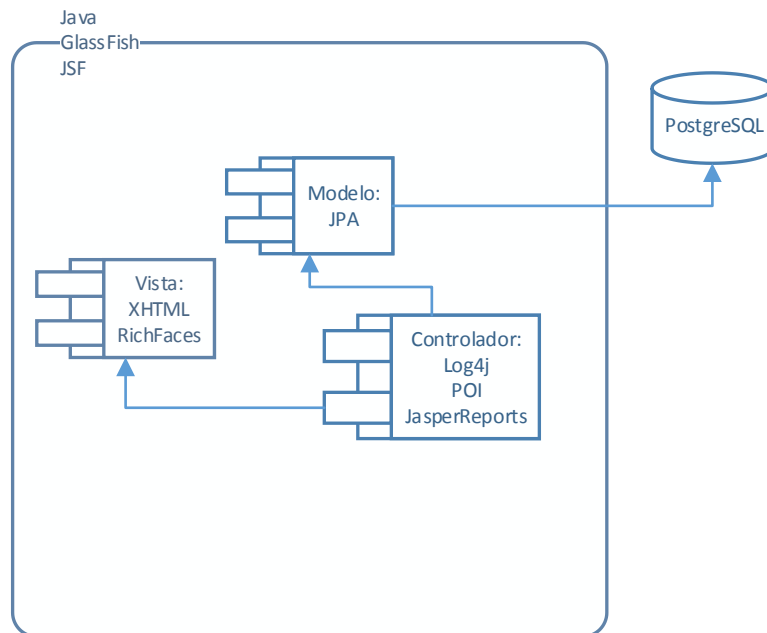 Java
GlassFish
JSF
PostgreSQL
Modelo:
JPA
Vista:
XHTML
RichFaces
Controlador:
Log4j
POI
JasperReports